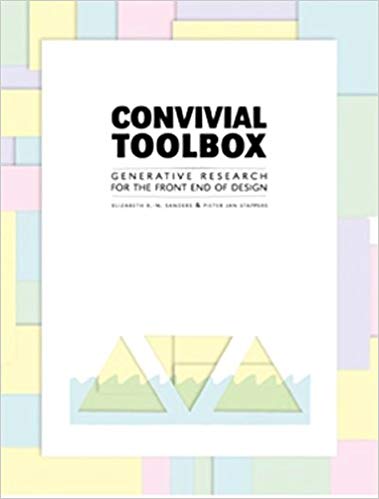 CONVIVIAL
TOOLBOX
GENERATIVE RESEARCH
FOR THE FRONT END OF DESIGN
ELIZABETH B.-N. SANDERS & PIETER JAN STAPPERS